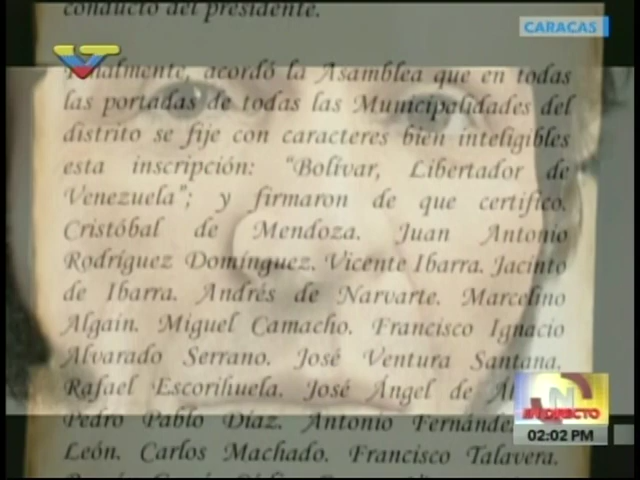 conducto del presidente.
CARACAS
Finalmente, acordó la Asamblea que en todas
las portadas de todas las Municipalidades del
distrito se fije con caracteres bien inteligibles
esta inscripción: "Bolívar, Libertador de
Venezuela"; y firmaron de que certifico.
Cristóbal de Mendoza. Juan Antonio
Rodríguez Domínguez. Vicente Ibarra. Jacinto
de Ibarra. Andrés de Narvarte. Marcelino
Algaín. Miguel Camacho. Francisco Ignacio
Alvarado Serrano. José Ventura Santana.
Rafael Escorihuela. José Ángel de
Pedro Pablo Díaz. Antonio
León. Carlos Machado. Francisco Talavera.
EN DIRECTO
02:02 PM